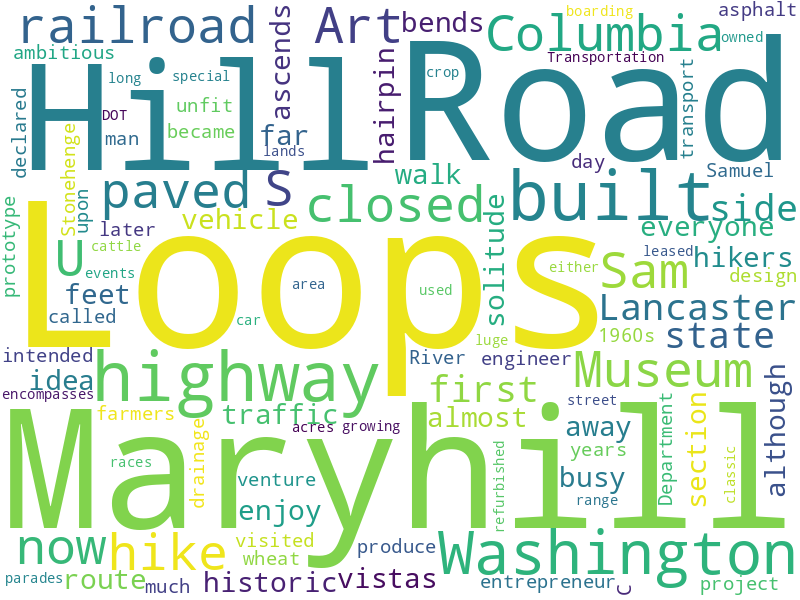 railroad
Art
bends
Columbia
boarding
asphalt
owned
ambitious
ascends
hairpin
Transportation
Hill
Road
long
special
crop
declared
DOT
unfit
man
became
far
lands
transport
day
Samuel
Stonehenge
upon
paved
S
walk
built
side
prototype
later
vehicle
closed
solitude
everyone
U
cattle
Loops
leased
hikers
events
either
Sam
design
feet
area
used
called
car
Lancaster
intended
luge
1960s
state
River
engineer
idea
highway
Museum
encompasses
first
although
farmers
traffic
almost
street
Department
section
acres
growing
away
drainage
Maryhill
races
refurbished
years
classic
venture
busy
range
enjoy
now
hike
visited
wheat
produce
Washington
parades
route
much
historic
vistas
entrepreneur
project